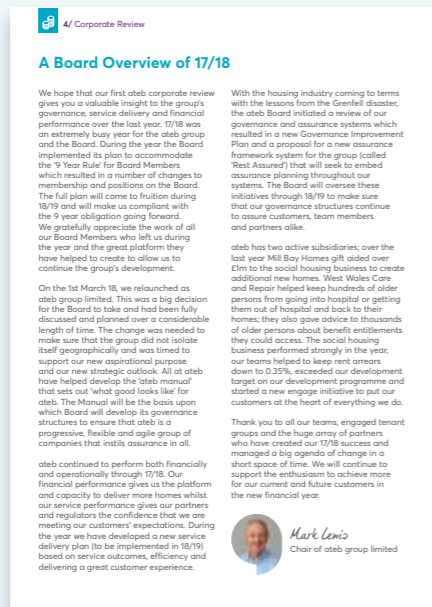 4/ Corporate Review
A Board Overview of 17/18
We hope that our first ateb corporate review
gives you a valuable insight to the group's
governance, service delivery and financial
performance over the last year. 17/18 was
an extremely busy year for the ateb group
and the Board. During the year the Board
implemented its plan to accommodate
the '9 Year Rule' for Board Members
which resulted in a number of changes to
membership and positions on the Board.
The full plan will come to fruition during
18/19 and will make us compliant with
the 9 year obligation going forward.
We gratefully appreciate the work of all
our Board Members who left us during
the year and the great platform they
have helped to create to allow us to
continue the group's development.
On the 1st March 18, we relaunched as
ateb group limited. This was a big decision
for the Board to take and had been fully
discussed and planned over a considerable
length of time. The change was needed to
make sure that the group did not isolate
itself geographically and was timed to
support our new aspirational purpose
and our new strategic outlook. All at ateb
have helped develop the 'ateb manual'
that sets out 'what good looks like' for
ateb. The Manual will be the basis upon
which Board will develop its governance
structures to ensure that ateb is a
progressive, flexible and agile group of
companies that instils assurance in all.
ateb continued to perform both financially
and operationally through 17/18. Our
financial performance gives us the platform
and capacity to deliver more homes whilst
our service performance gives our partners
and regulators the confidence that we are
meeting our customers' expectations. During
the year we have developed a new service
delivery plan (to be implemented in 18/19)
based on service outcomes, efficiency and
delivering a great customer experience.
With the housing industry coming to terms
with the lessons from the Grenfell disaster,
the ateb Board initiated a review of our
governance and assurance systems which
resulted in a new Governance Improvement
Plan and a proposal for a new assurance
framework system for the group (called
'Rest Assured') that will seek to embed
assurance planning throughout our
systems. The Board will oversee these
initiatives through 18/19 to make sure
that our governance structures continue
to assure customers, team members
and partners alike.
ateb has two active subsidiaries; over the
last year Mill Bay Homes gift aided over
£1m to the social housing business to create
additional new homes. West Wales Care
and Repair helped keep hundreds of older
persons from going into hospital or getting
them out of hospital and back to their
homes; they also gave advice to thousands
of older persons about benefit entitlements
they could access. The social housing
business performed strongly in the year,
our teams helped to keep rent arrears
down to 0.35%, exceeded our development
target on our development programme and
started a new engage initiative to put our
customers at the heart of everything we do.
Thank you to all our teams, engaged tenant
groups and the huge array of partners
who have created our 17/18 success and
managed a big agenda of change in a
short space of time. We will continue to
support the enthusiasm to achieve more
for our current and future customers in
the new financial year.
Mark Lewis
Chair of ateb group limited